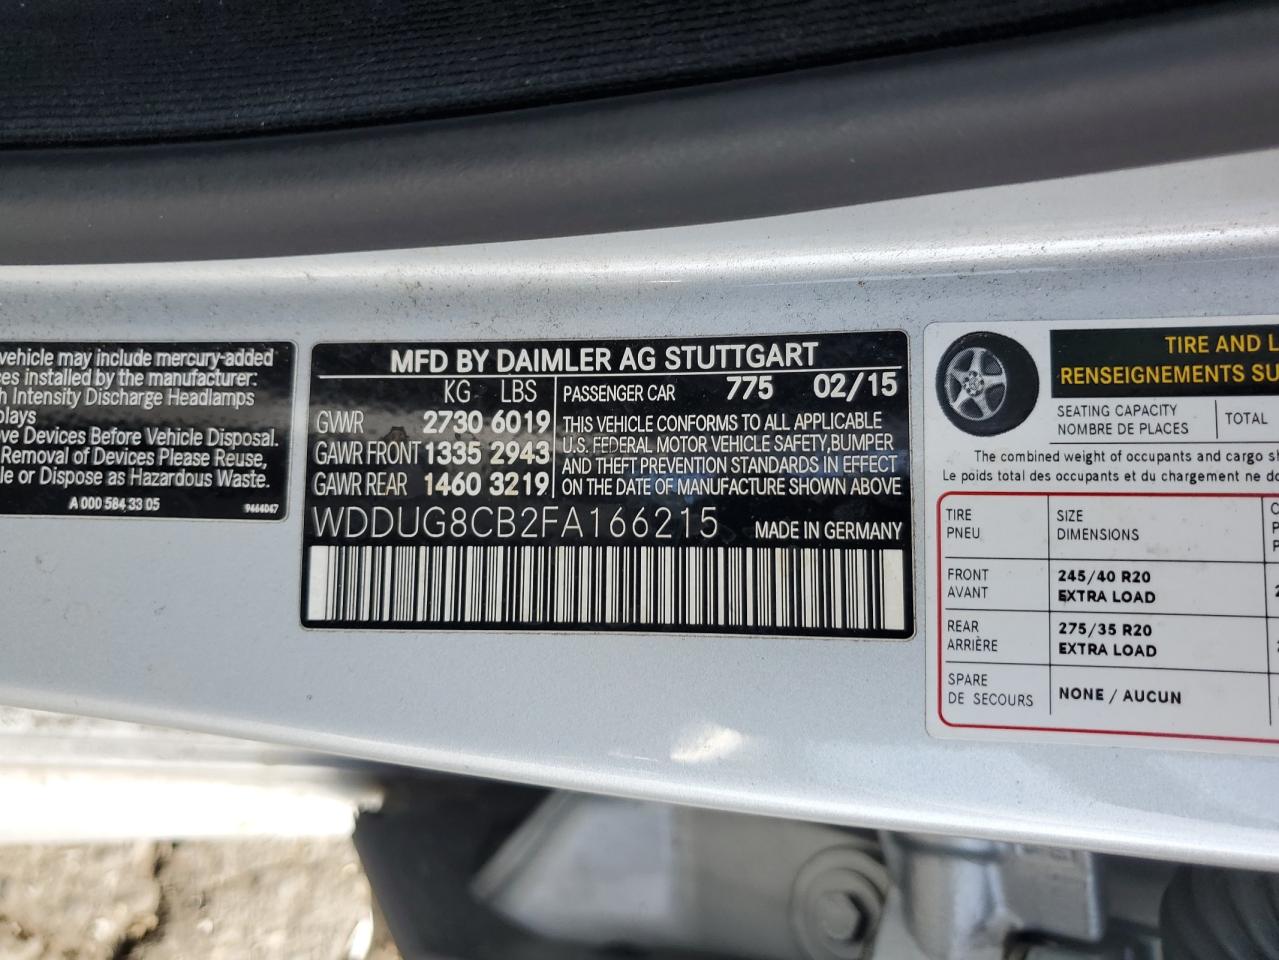 vehicle may include mercury-added
ces installed by the manufacturer:
h Intensity Discharge Headlamps
plays
ve Devices Before Vehicle Disposal.
Removal of Devices Please Reuse,
le or Dispose as Hazardous Waste.
A 000 584 33 05
9464047
MFD BY DAIMLER AG STUTTGART
KG LBS
GVWR 2730 6019
GAWR FRONT 1335 2943
GAWR REAR 1460 3219
PASSENGER CAR 775 02/15
THIS VEHICLE CONFORMS TO ALL APPLICABLE
U.S. FEDERAL MOTOR VEHICLE SAFETY,BUMPER
AND THEFT PREVENTION STANDARDS IN EFFECT
ON THE DATE OF MANUFACTURE SHOWN ABOVE
WDDUG8CB2FA166215 MADE IN GERMANY
TIRE AND L
RENSEIGNEMENTS SU
SEATING CAPACITY
NOMBRE DE PLACES
TOTAL
The combined weight of occupants and cargo sh
Le poids total des occupants et du chargement ne do
TIRE
PNEU
SIZE
DIMENSIONS
FRONT
AVANT
245/40 R20
EXTRA LOAD
REAR
ARRIÈRE
275/35 R20
EXTRA LOAD
SPARE
DE SECOURS
NONE / AUCUN